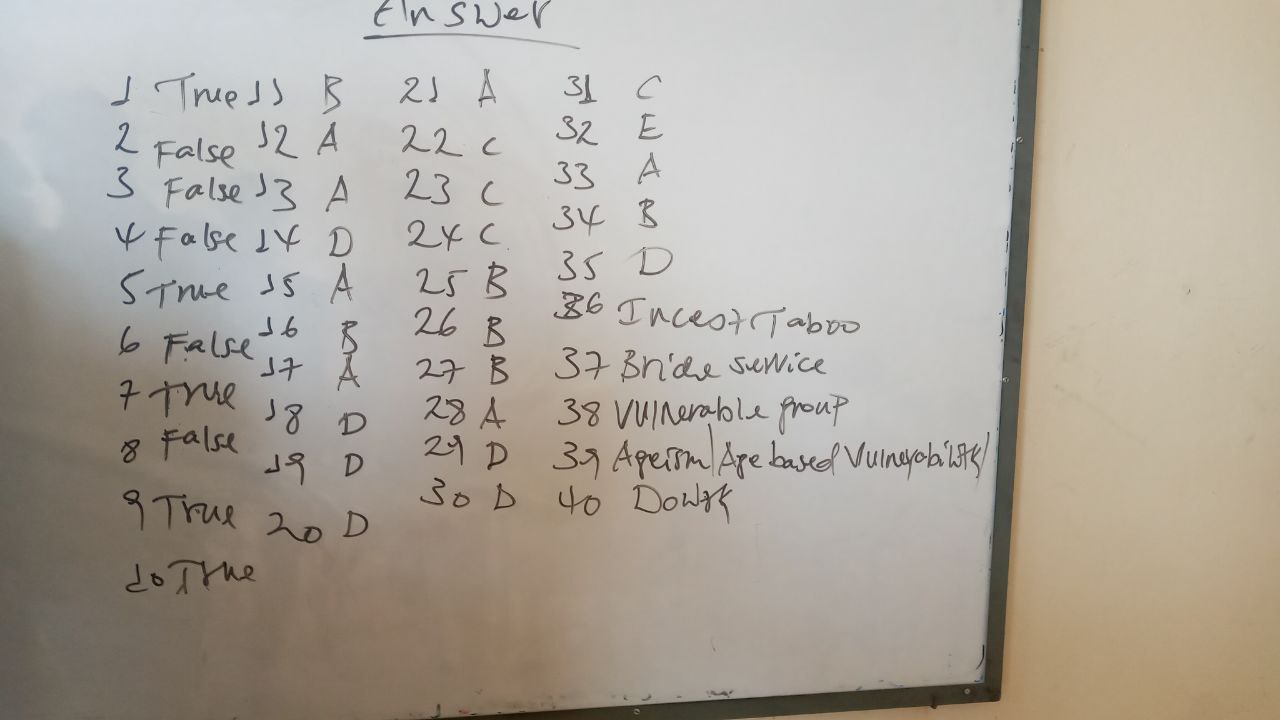 Answer
1 True 11 B 21 A 31 C
2 False 12 A 22 C 32 E
3 False 13 A 23 C 33 A
4 False 14 D 24 C 34 B
5 True 15 A 25 B 35 D
6 False 16 B 26 B 36 Incest Taboo
7 True 17 A 27 B 37 Bride service
8 False 18 D 28 A 38 Vulnerable group
9 True 19 D 29 D 39 Ageism/Age based Vulnerability/
10 True 20 D 30 D 40 Dowry